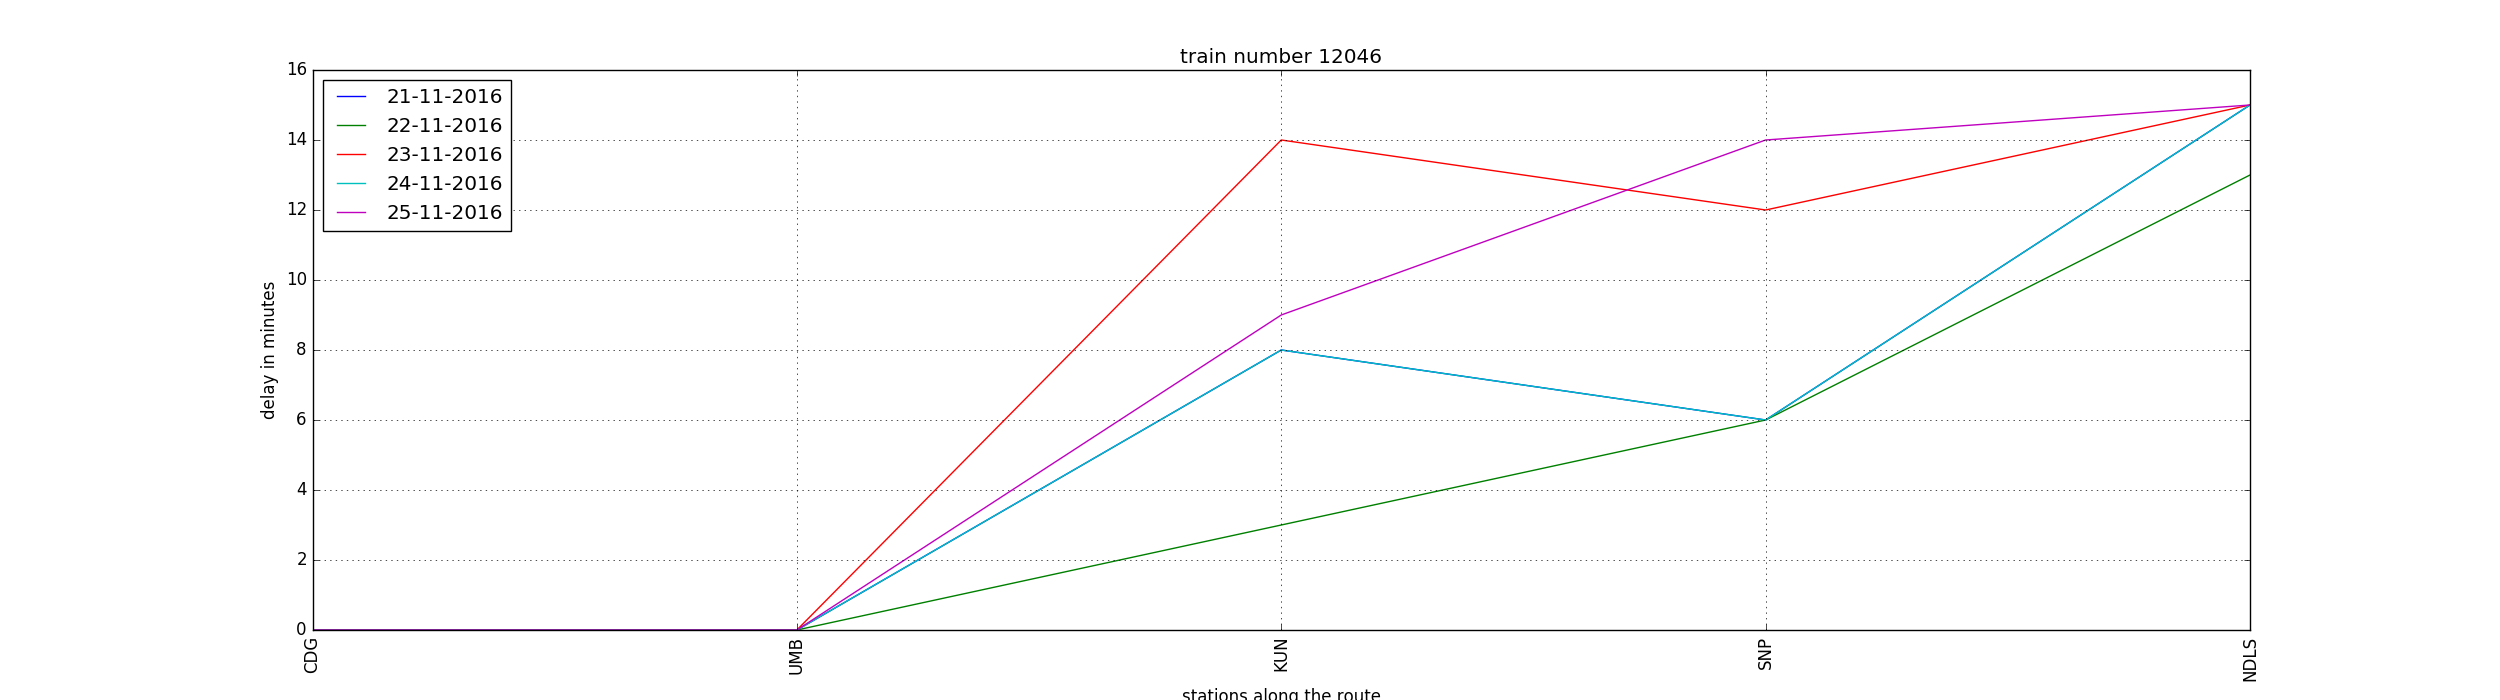 train number 12046
16
14
12
10
8
6
4
2
0
delay in minutes
21-11-2016
22-11-2016
23-11-2016
24-11-2016
25-11-2016
CDG
UMB
KUN
SNP
NDLS
stations along the route